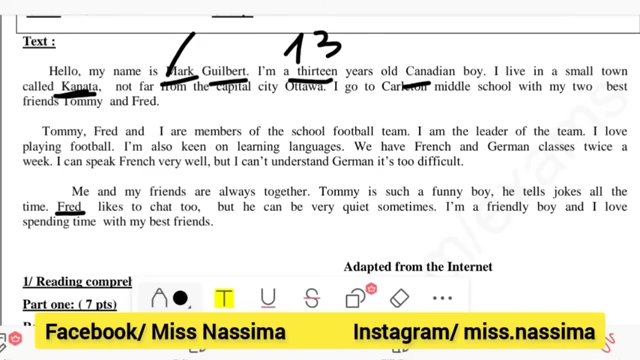 Text :
13
Hello, my name is Mark Guilbert. I'm a thirteen years old Canadian boy. I live in a small town
called Kanata, not far from the capital city Ottawa. I go to Carleton middle school with my two best
friends Tommy and Fred.
Tommy, Fred and I are members of the school football team. I am the leader of the team. I love
playing football. I'm also keen on learning languages. We have French and German classes twice a
week. I can speak French very well, but I can't understand German it's too difficult.
Me and my friends are always together. Tommy is such a funny boy, he tells jokes all the
time. Fred likes to chat too, but he can be very quiet sometimes. I'm a friendly boy and I love
spending time with my best friends.
Adapted from the Internet
1/ Reading compreh
Part one: ( 7 pts)
Facebook/ Miss Nassima Instagram/ miss.nassima